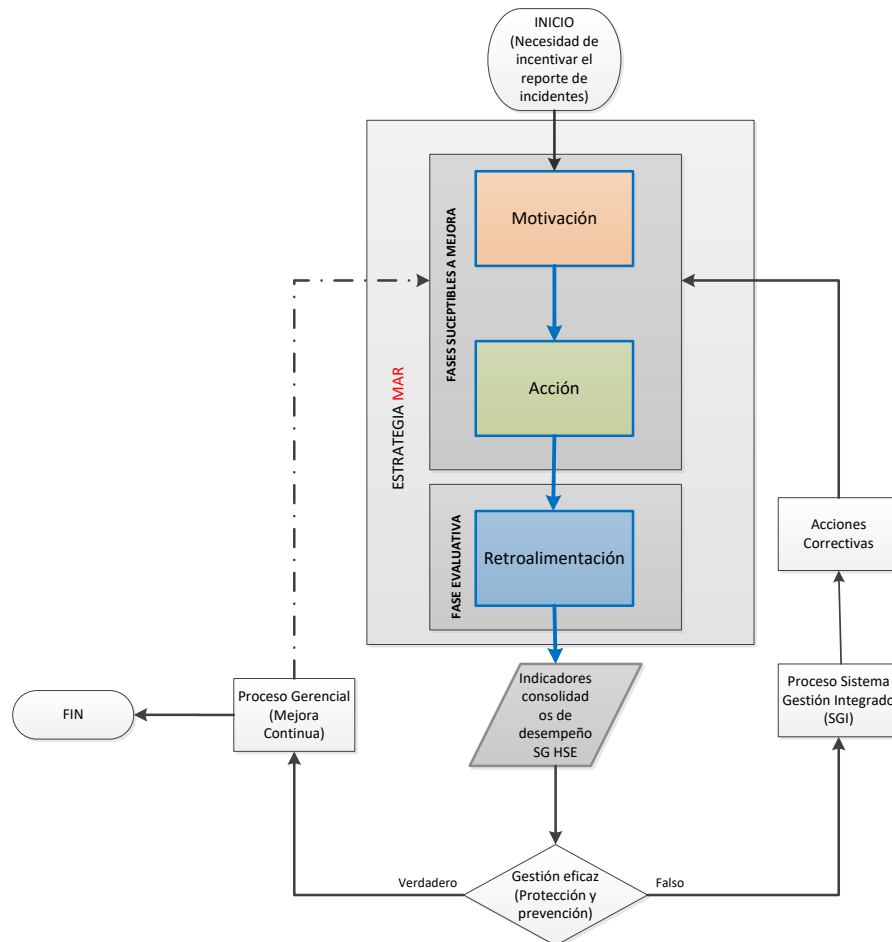 INICIO
(Necesidad de
incentivar el
reporte de
incidentes)
ESTRATEGIA MAR
FASES SUCEPTIBLES A MEJORA
Motivación
Acción
FASE EVALUATIVA
Retroalimentación
Acciones
Correctivas
Indicadores
consolidad
os de
desempeño
SG HSE
Proceso Sistema
Gestión Integrado
(SGI)
Proceso Gerencial
(Mejora
Continua)
FIN
Verdadero
Gestión eficaz
(Protección y
prevención)
Falso